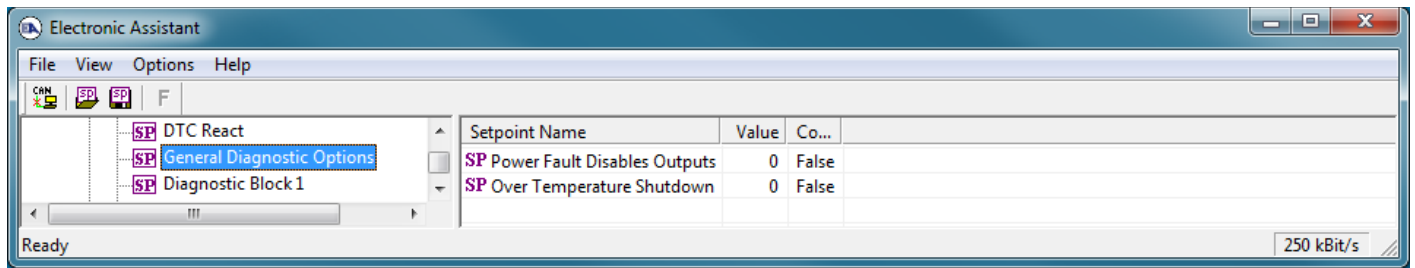 EA Electronic Assistant
File View Options Help
CAN SP SP F
SP DTC React
SP General Diagnostic Options
SP Diagnostic Block 1
Setpoint Name Value Co...
SP Power Fault Disables Outputs 0 False
SP Over Temperature Shutdown 0 False
Ready 250 kBit/s